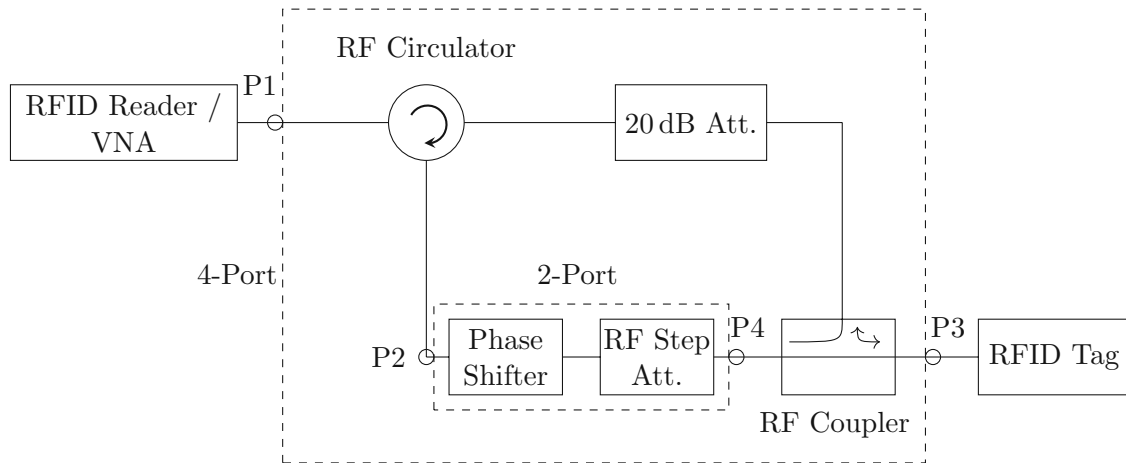 RF Circulator
P1
RFID Reader /
VNA
20 dB Att.
4-Port
2-Port
P2
Phase
Shifter
RF Step
Att.
P4
P3
RFID Tag
RF Coupler